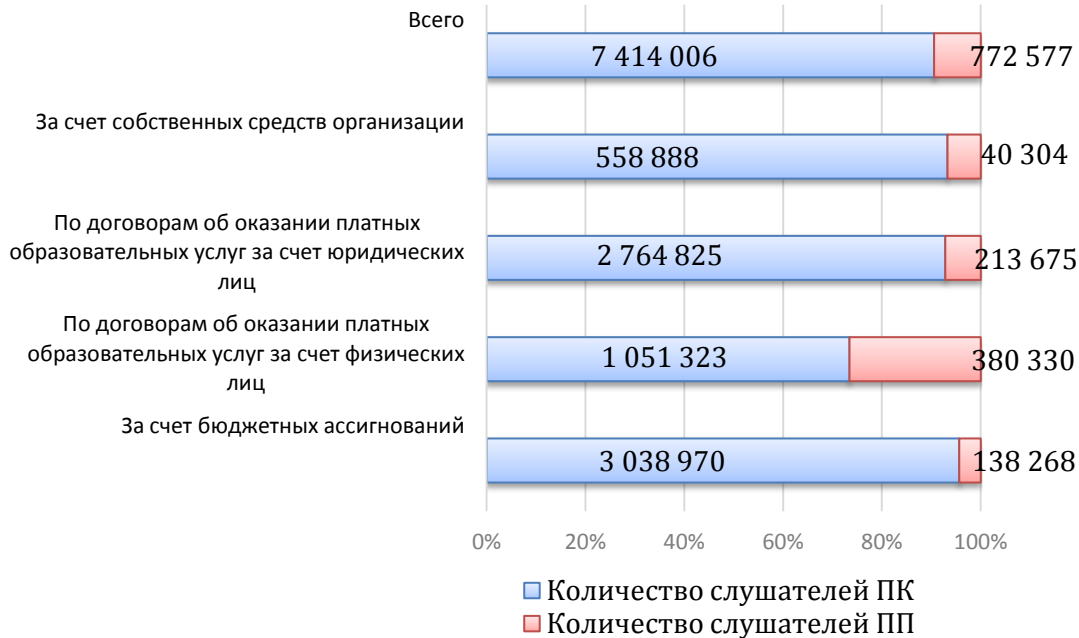 Всего
7 414 006
772 577
За счет собственных средств организации
558 888
40 304
По договорам об оказании платных
образовательных услуг за счет юридических
лиц
2 764 825
213 675
По договорам об оказании платных
образовательных услуг за счет физических
лиц
1 051 323
380 330
За счет бюджетных ассигнований
3 038 970
138 268
0% 20% 40% 60% 80% 100%
Количество слушателей ПК
Количество слушателей ПП